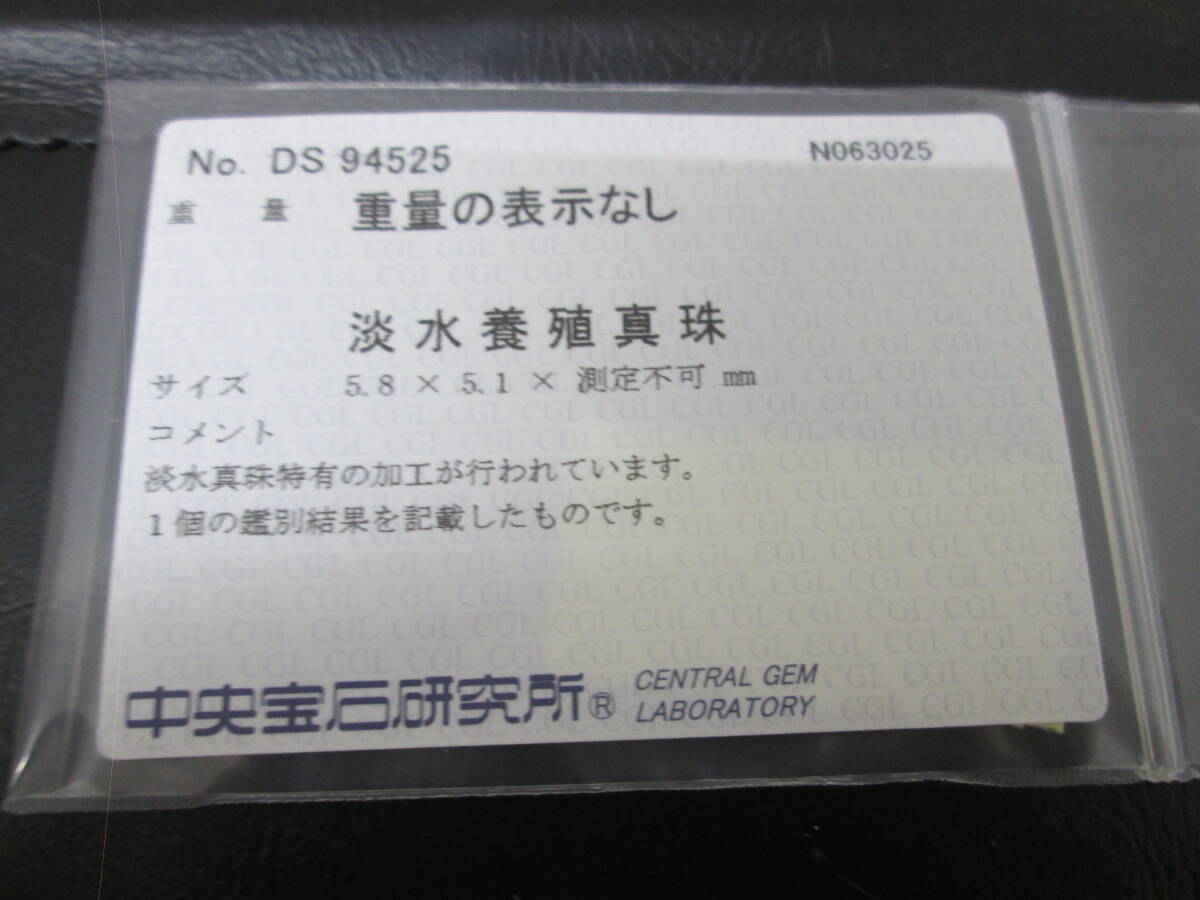 No. DS 94525 N063025
重 量 重量の表示なし
淡水養殖真珠
サイズ 5.8 × 5.1 × 測定不可 mm
コメント
淡水真珠特有の加工が行われています。
1個の鑑別結果を記載したものです。
中央宝石研究所® CENTRAL GEM
LABORATORY